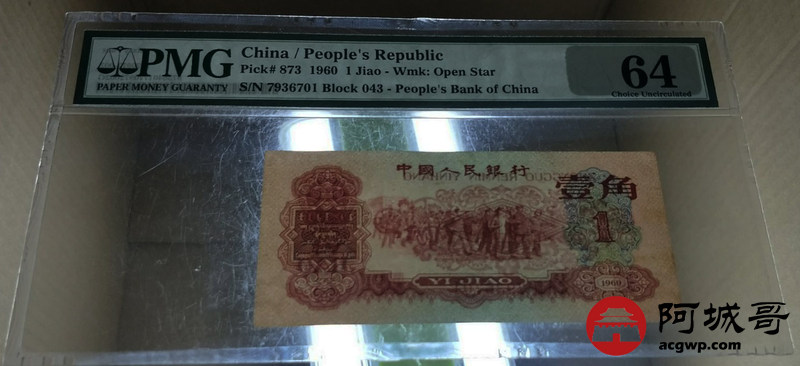 PMG
PAPER MONEY GUARANTY
China / People's Republic
Pick# 873 1960 1 Jiao - Wmk: Open Star
S/N 7936701 Block 043 - People's Bank of China
64
Choice Uncirculated
中國人民銀行
壹角
1
YI JIAO
1960
阿城哥
acgwp.com